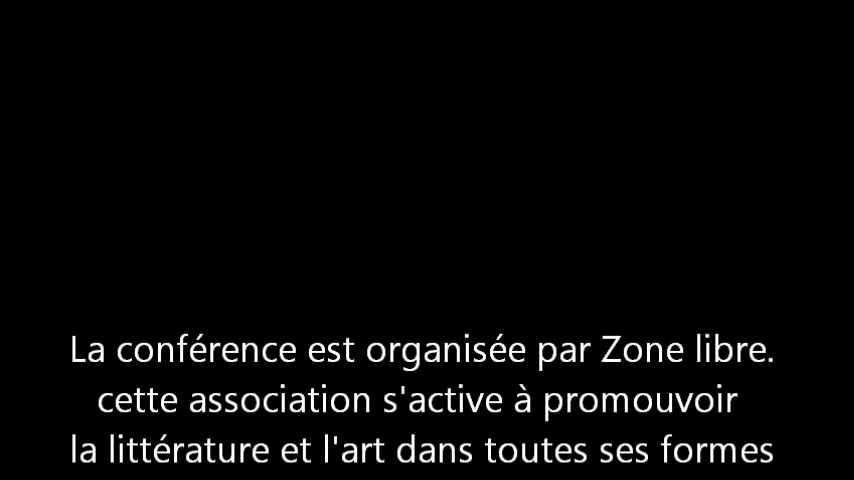 La conférence est organisée par Zone libre.
cette association s'active à promouvoir
la littérature et l'art dans toutes ses formes